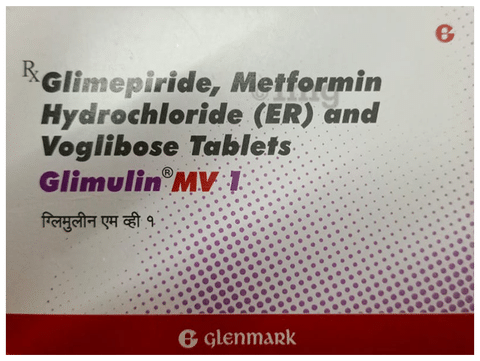 Rx Glimepiride, Metformin
Hydrochloride (ER) and
Voglibose Tablets
Glimulin® MV 1
ग्लिमुलीन एम व्ही १
G glenmark